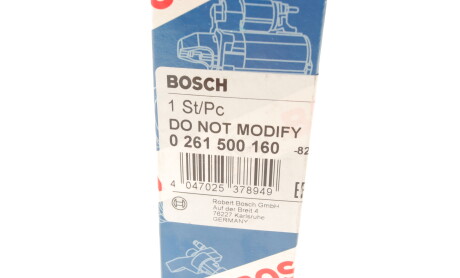 BOSCH
1 St/Pc
DO NOT MODIFY
0 261 500 160 -82
4 047025 378949
Robert Bosch GmbH
Auf der Breit 4
76227 Karlsruhe
GERMANY
BOS